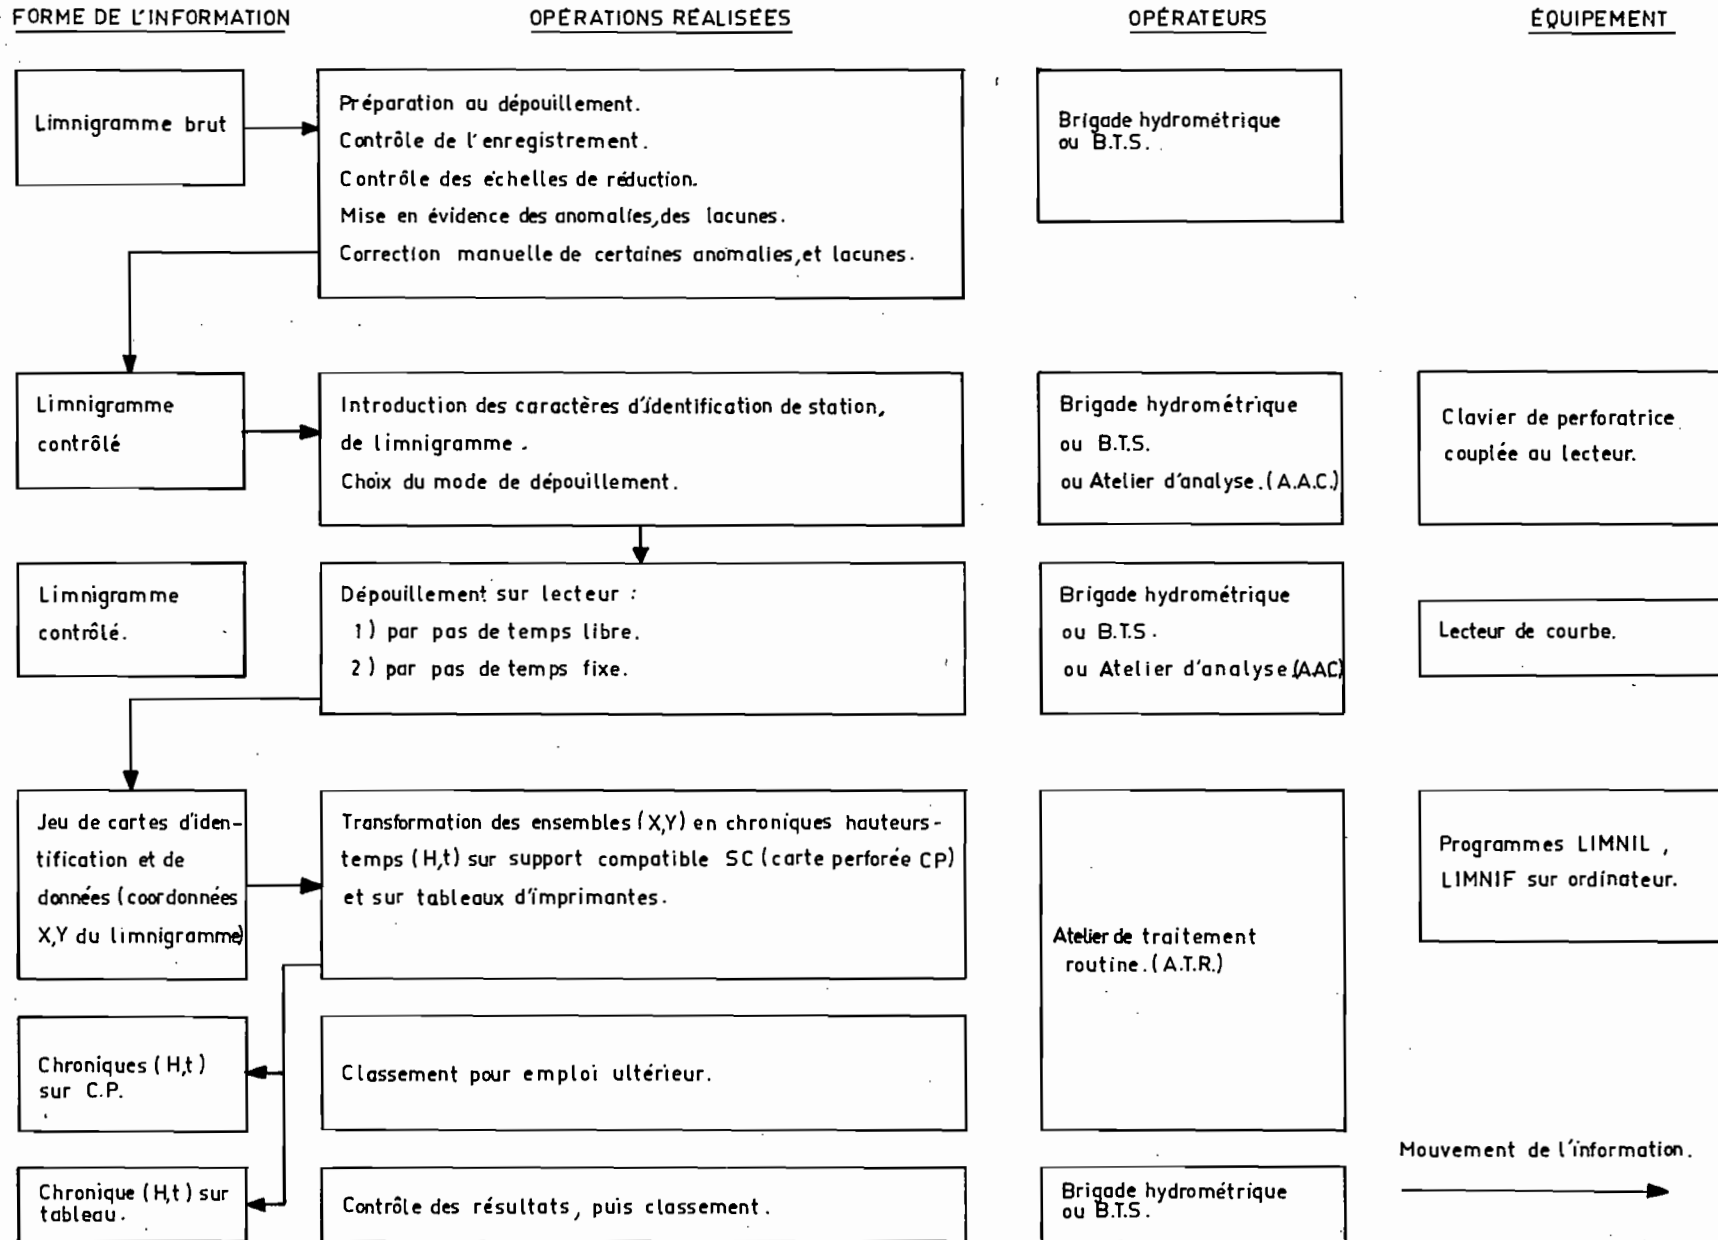 FORME DE L'INFORMATION
OPÉRATIONS RÉALISÉES
OPÉRATEURS
ÉQUIPEMENT
Limnigramme brut
Préparation au dépouillement.
Contrôle de l'enregistrement.
Contrôle des échelles de réduction.
Mise en évidence des anomalies, des lacunes.
Correction manuelle de certaines anomalies, et lacunes.
Brigade hydrométrique
ou B.T.S.
Limnigramme
contrôlé
Introduction des caractères d'identification de station,
de limnigramme.
Choix du mode de dépouillement.
Brigade hydrométrique
ou B.T.S.
ou Atelier d'analyse. (A.A.C.)
Clavier de perforatrice
couplée au lecteur.
Limnigramme
contrôlé.
Dépouillement sur lecteur :
1) par pas de temps libre.
2) par pas de temps fixe.
Brigade hydrométrique
ou B.T.S.
ou Atelier d'analyse (A.A.C)
Lecteur de courbe.
Jeu de cartes d'iden-
tification et de
données (coordonnées
X,Y du limnigramme)
Transformation des ensembles (X,Y) en chroniques hauteurs-
temps (H,t) sur support compatible SC (carte perforée CP)
et sur tableaux d'imprimantes.
Atelier de traitement
routine. (A.T.R.)
Programmes LIMNIL ,
LIMNIF sur ordinateur.
Chroniques (H,t)
sur C.P.
Classement pour emploi ultérieur.
Mouvement de l'information.
Chronique (H,t) sur
tableau.
Contrôle des résultats, puis classement.
Brigade hydrométrique
ou B.T.S.